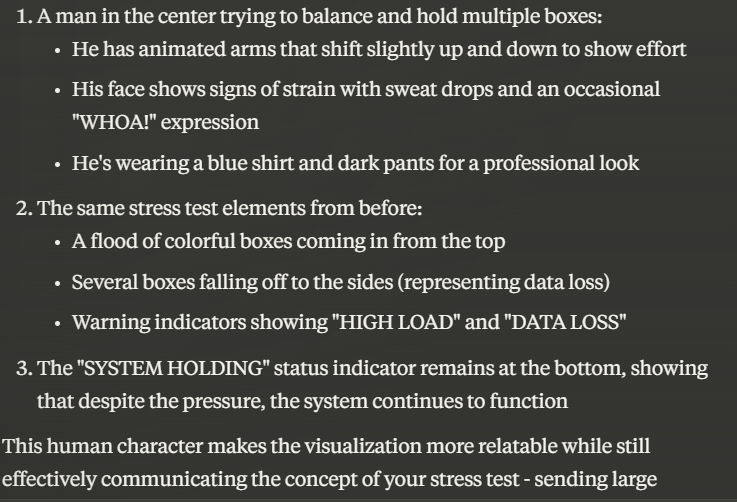 1. A man in the center trying to balance and hold multiple boxes:
• He has animated arms that shift slightly up and down to show effort
• His face shows signs of strain with sweat drops and an occasional
"WHOA!" expression
• He's wearing a blue shirt and dark pants for a professional look
2. The same stress test elements from before:
• A flood of colorful boxes coming in from the top
• Several boxes falling off to the sides (representing data loss)
• Warning indicators showing "HIGH LOAD" and "DATA LOSS"
3. The "SYSTEM HOLDING" status indicator remains at the bottom, showing
that despite the pressure, the system continues to function
This human character makes the visualization more relatable while still
effectively communicating the concept of your stress test - sending large